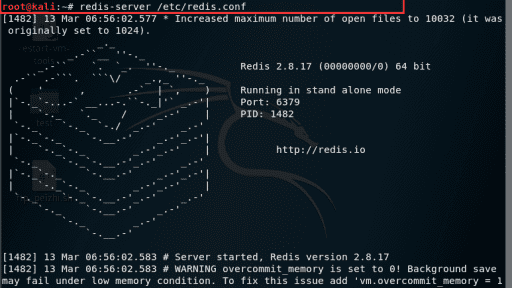 root@kali:~# redis-server /etc/redis.conf
[1482] 13 Mar 06:56:02.577 * Increased maximum number of open files to 10032 (it was
originally set to 1024).
Redis 2.8.17 (00000000/0) 64 bit
Running in stand alone mode
Port: 6379
PID: 1482
http://redis.io
[1482] 13 Mar 06:56:02.583 # Server started, Redis version 2.8.17
[1482] 13 Mar 06:56:02.583 # WARNING overcommit_memory is set to 0! Background save
may fail under low memory condition. To fix this issue add 'vm.overcommit_memory = 1